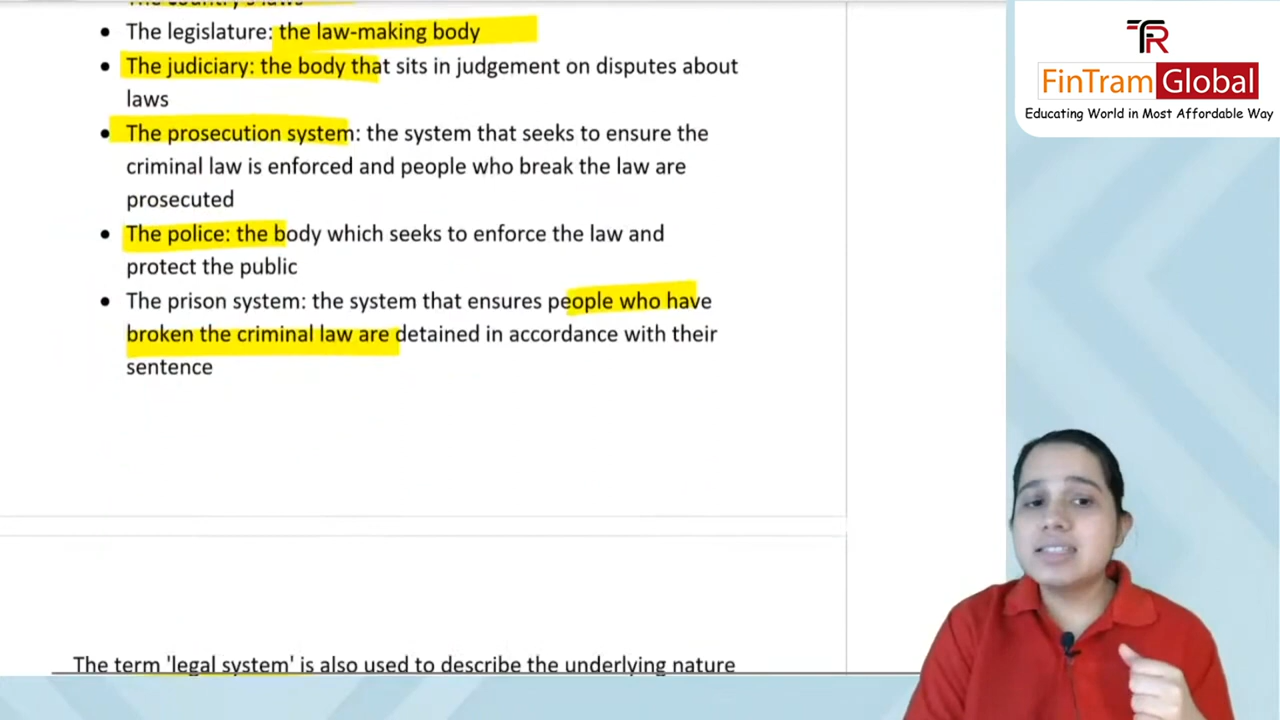 The country's laws
The legislature: the law-making body
The judiciary: the body that sits in judgement on disputes about
laws
The prosecution system: the system that seeks to ensure the
criminal law is enforced and people who break the law are
prosecuted
The police: the body which seeks to enforce the law and
protect the public
The prison system: the system that ensures people who have
broken the criminal law are detained in accordance with their
sentence
The term 'legal system' is also used to describe the underlying nature
FR
FinTram Global
Educating World in Most Affordable Way